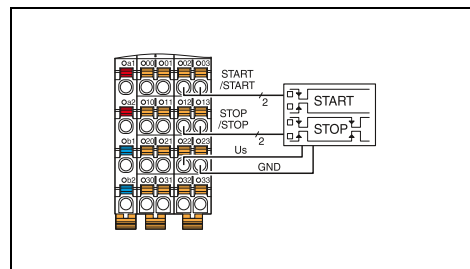 a1 00 01 02 03
START
/START
2
START
a2 10 11 12 13
STOP
/STOP
2
STOP
b1 20 21 22 23
Us
GND
b2 30 31 32 33